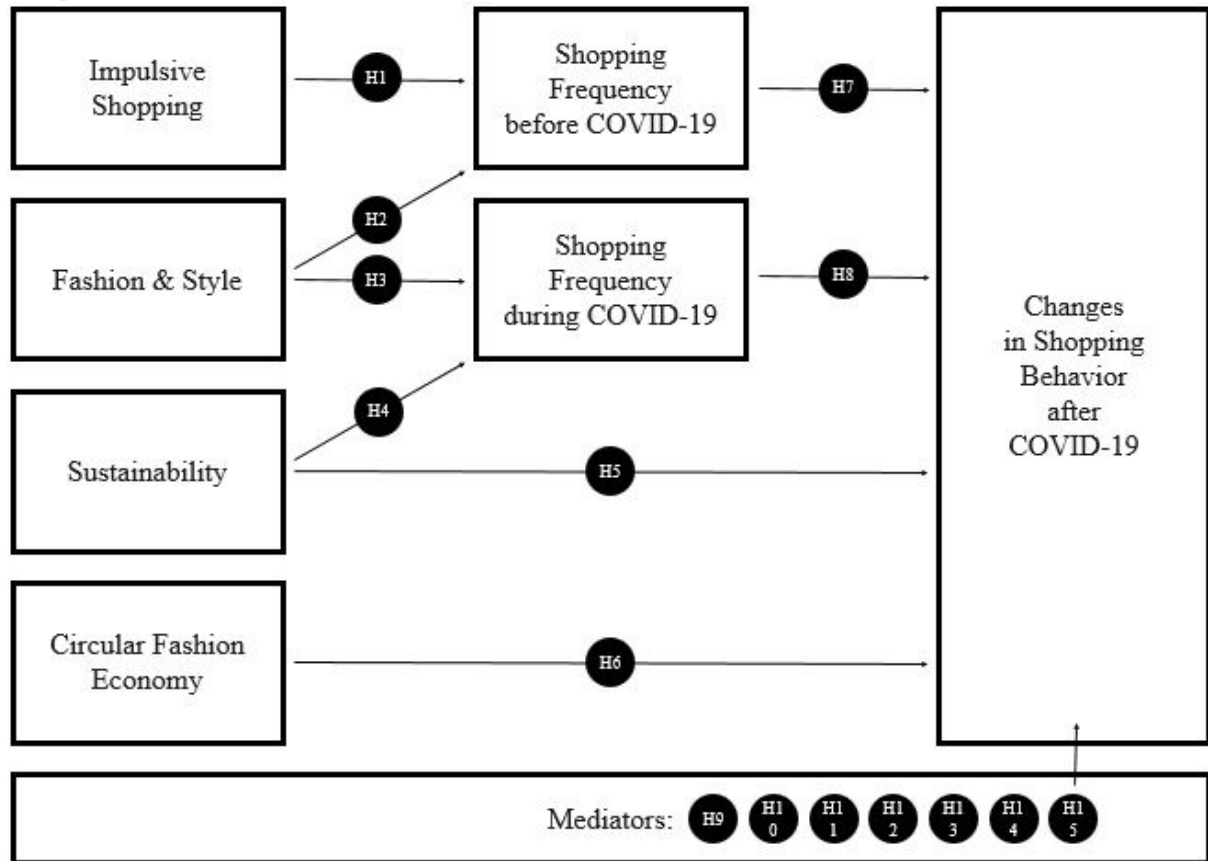 Impulsive
Shopping
H1
Shopping
Frequency
before COVID-19
H7
H2
Fashion & Style
H3
Shopping
Frequency
during COVID-19
H8
Changes
in Shopping
Behavior
after
COVID-19
H4
Sustainability
H5
Circular Fashion
Economy
H6
Mediators:
H9
H1
0
H1
1
H1
2
H1
3
H1
4
H1
5